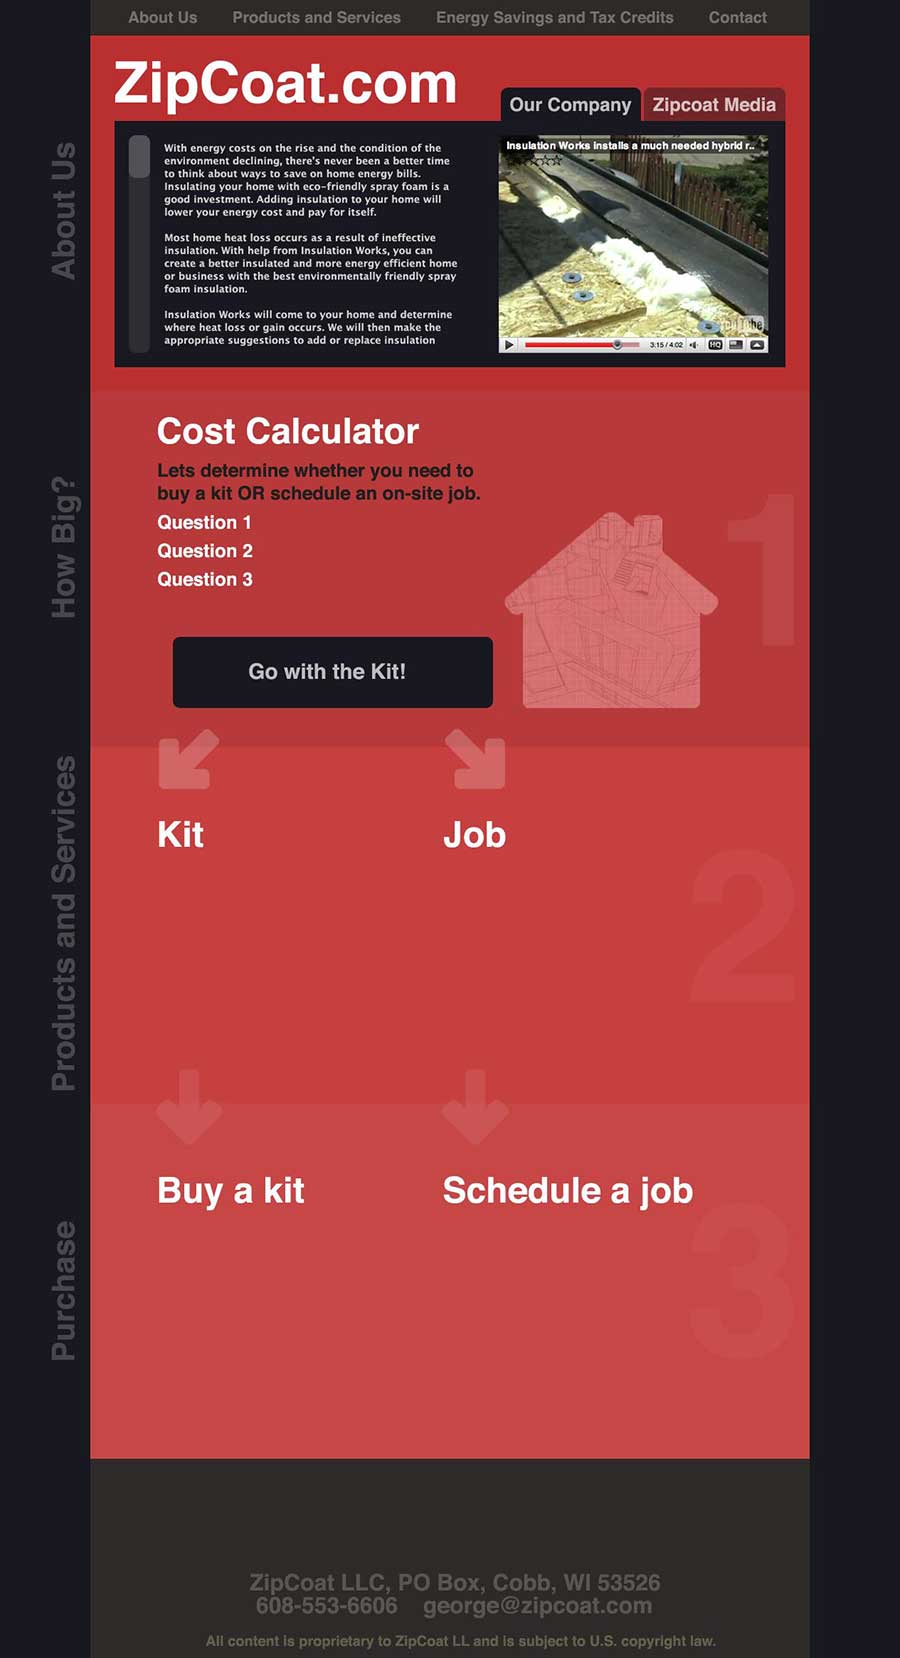 About Us Products and Services Energy Savings and Tax Credits Contact
ZipCoat.com
Our Company Zipcoat Media
About Us
With energy costs on the rise and the condition of the
environment declining, there's never been a better time
to think about ways to save on home energy bills.
Insulating your home with eco-friendly spray foam is a
good investment. Adding insulation to your home will
lower your energy cost and pay for itself.
Most home heat loss occurs as a result of ineffective
insulation. With help from Insulation Works, you can
create a better insulated and more energy efficient home
or business with the best environmentally friendly spray
foam insulation.
Insulation Works will come to your home and determine
where heat loss or gain occurs. We will then make the
appropriate suggestions to add or replace insulation
Insulation Works installs a much needed hybrid r..
YouTube
3:15 / 4:02 HQ
How Big?
Cost Calculator
Lets determine whether you need to
buy a kit OR schedule an on-site job.
Question 1
Question 2
Question 3
1
Go with the Kit!
Products and Services
Kit Job
2
Purchase
Buy a kit Schedule a job
3
ZipCoat LLC, PO Box, Cobb, WI 53526
608-553-6606 george@zipcoat.com
All content is proprietary to ZipCoat LL and is subject to U.S. copyright law.